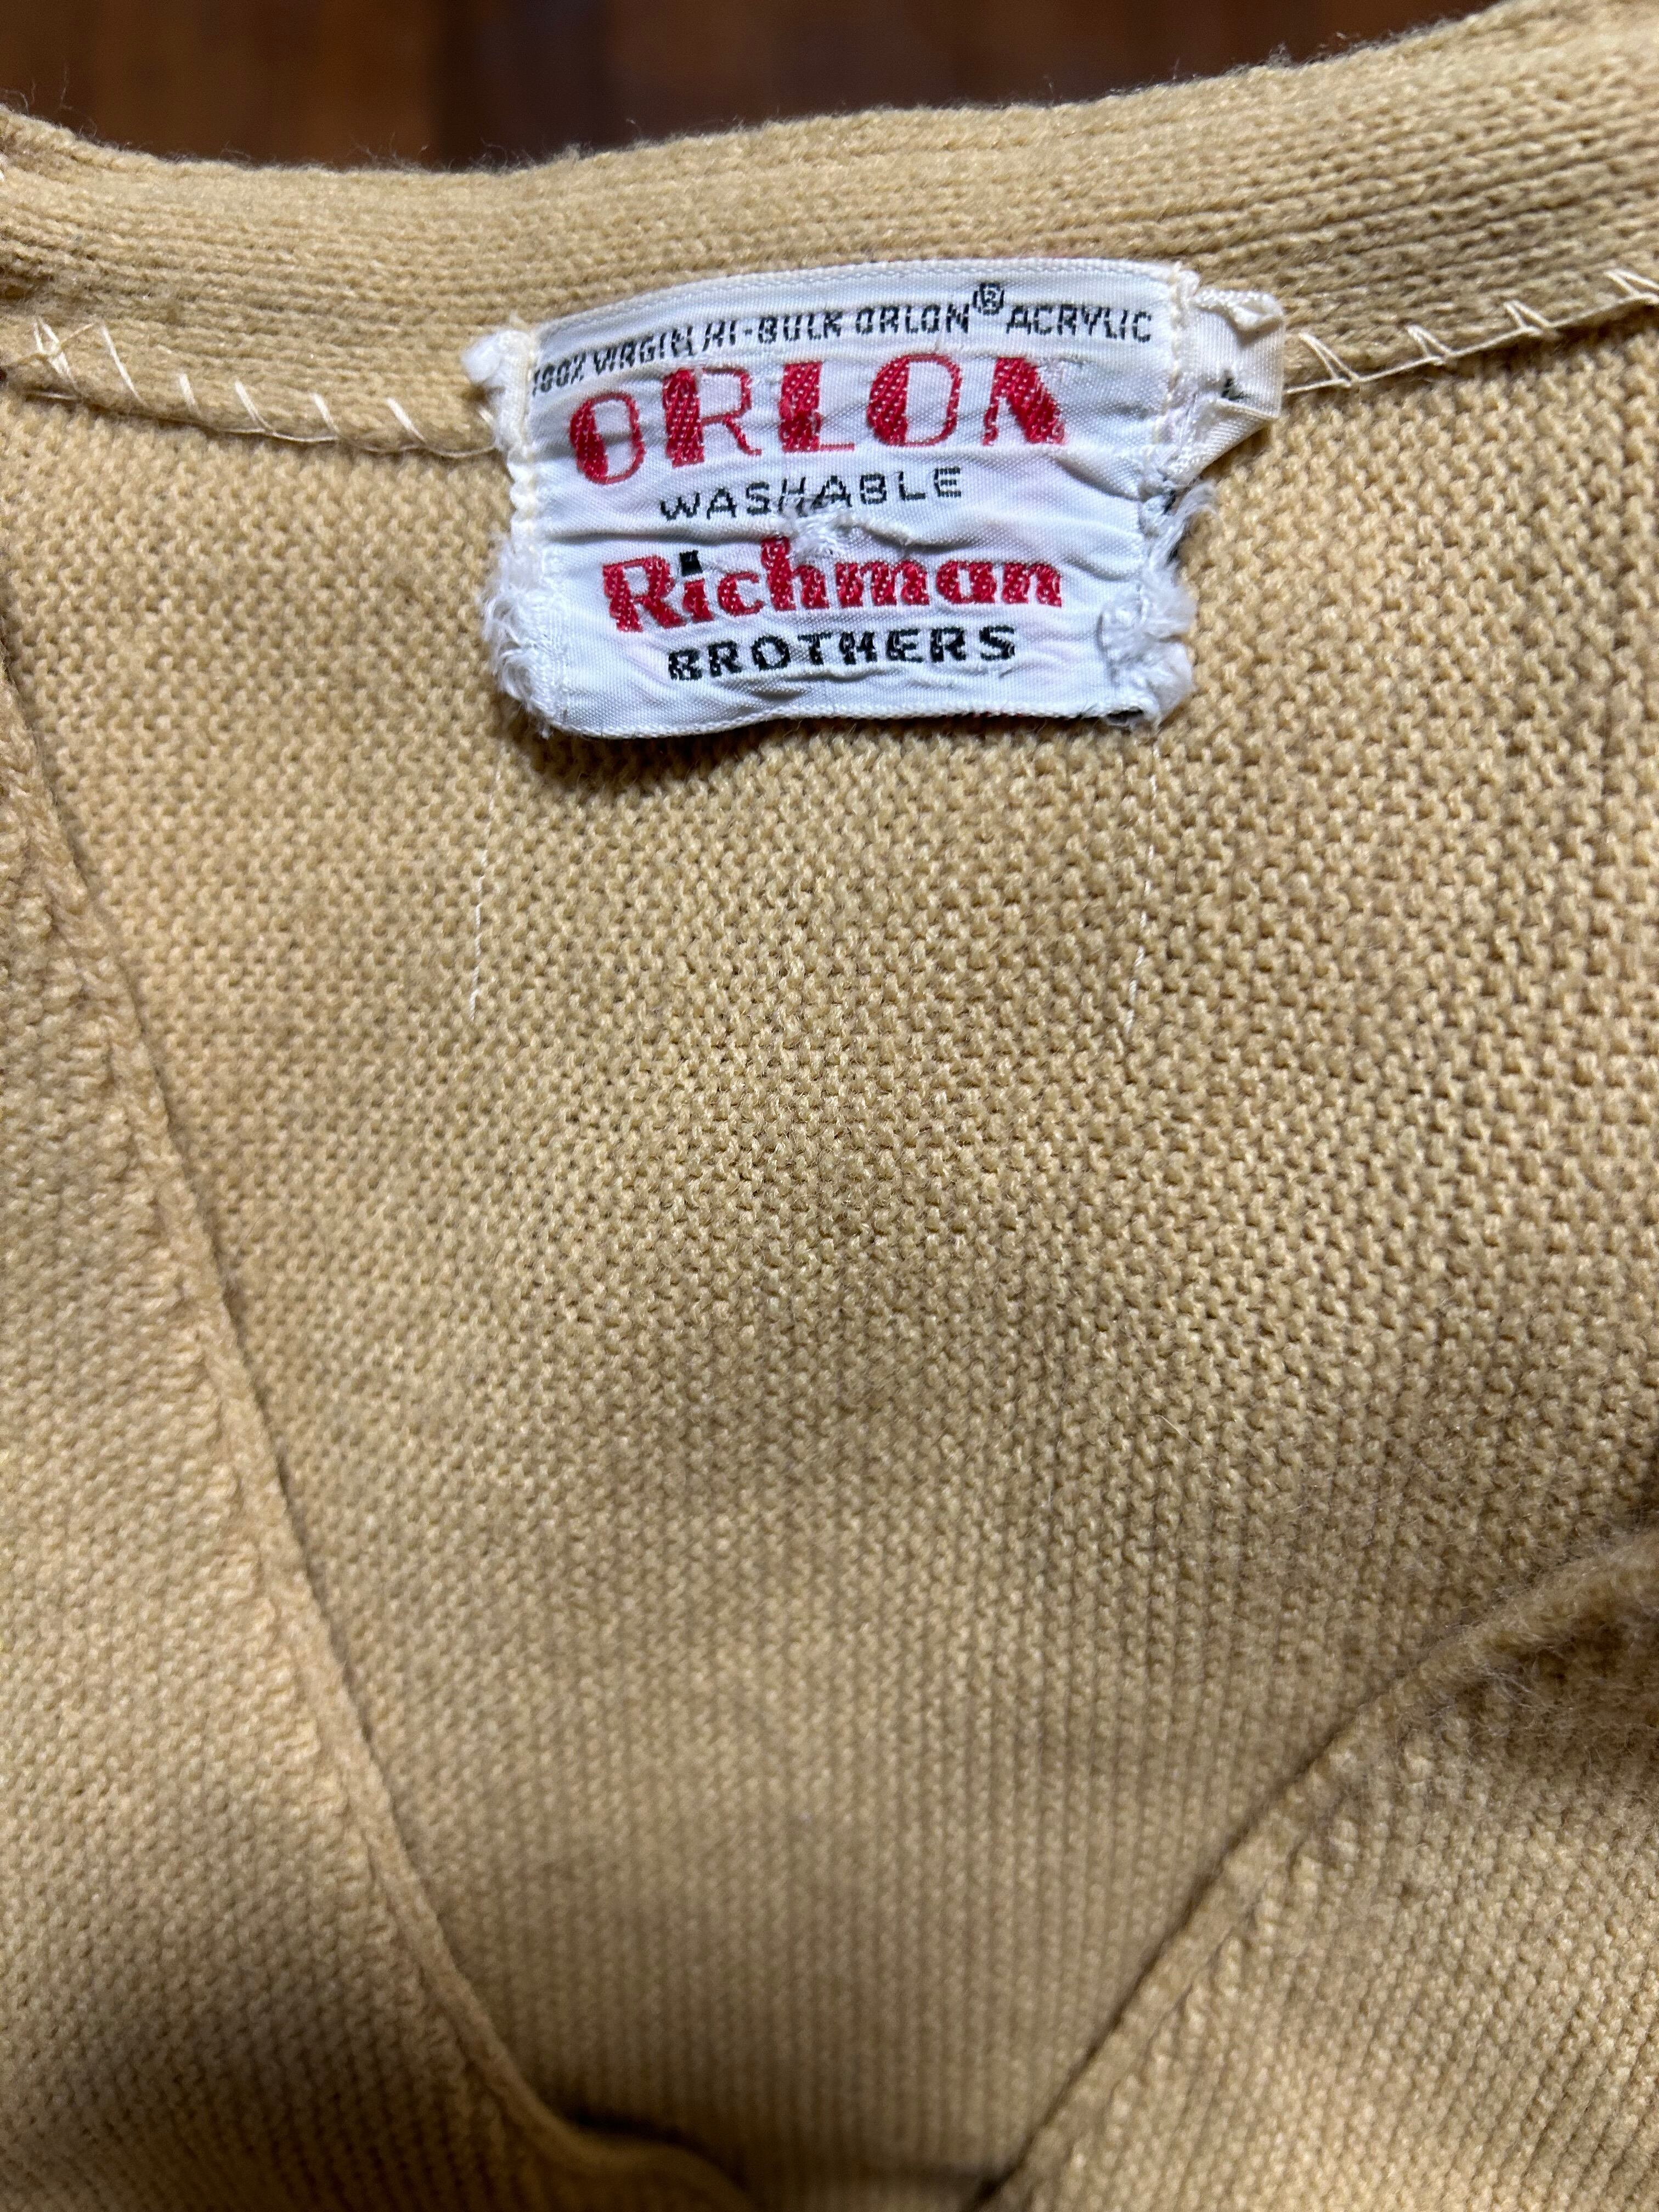 100% VIRGIN HI-BULK ORLON® ACRYLIC
ORLON
WASHABLE
Richman
BROTHERS